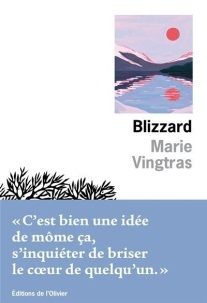 Blizzard
Marie
Vingtras
« C’est bien une idée
de môme ça,
s’inquiéter de briser
le cœur de quelqu’un. »
Éditions de l’Olivier